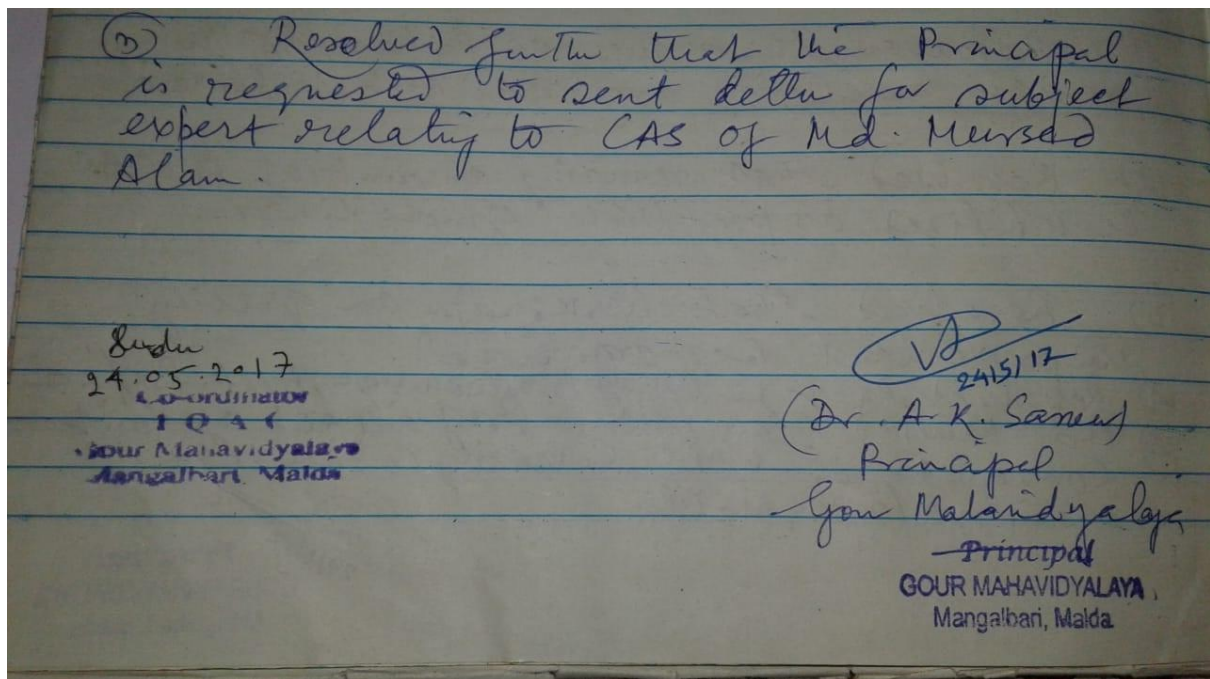 ③ Resolved further that the Principal
is requested to sent letter for subject
expert relating to CAS of Md. Mursed
Alam.
24.05.2017
Co-ordinator
I Q A C
Gour Mahavidyalaya
Mangalbari, Malda
24/5/17
(Dr. A. K. Sarkar)
Principal
Gour Mahavidyalaya
Principal
GOUR MAHAVIDYALAYA
Mangalbari, Malda